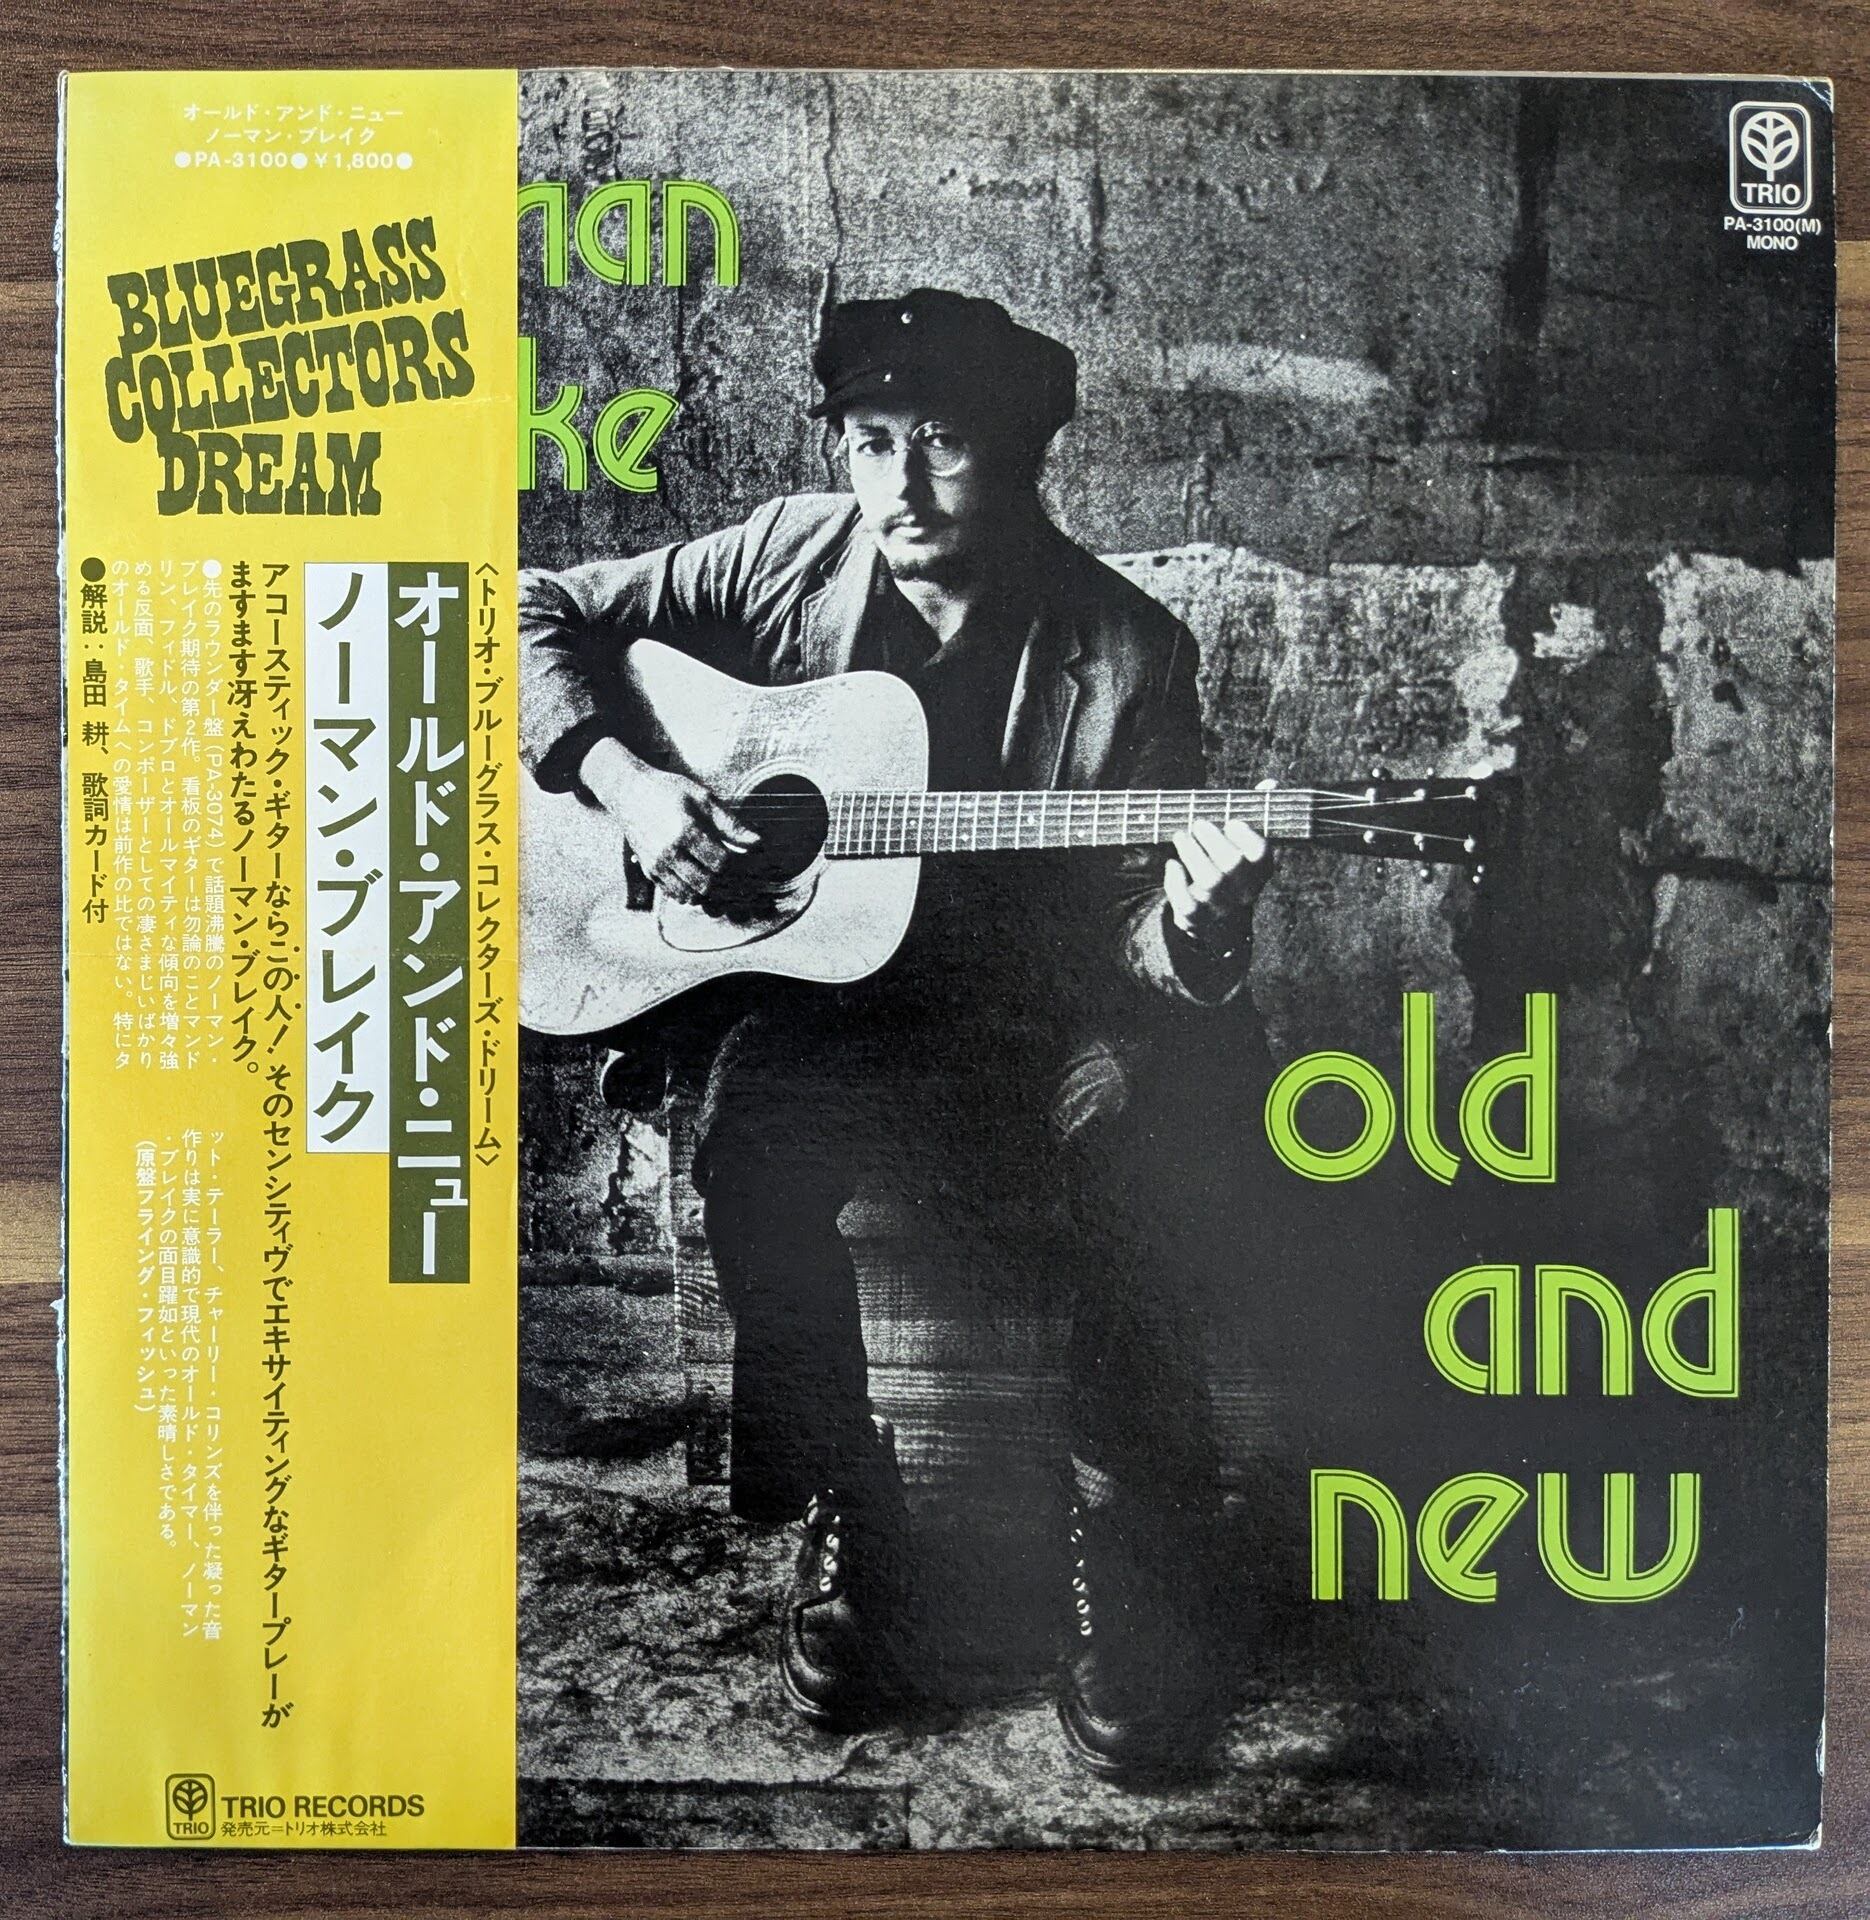 オールド・アンド・ニュー
ノーマン・ブレイク
●PA-3100●¥1,800●
BLUEGRASS
COLLECTORS
DREAM
〈トリオ・ブルーグラス・コレクターズ・ドリーム〉
オールド・アンド・ニュー
ノーマン・ブレイク
アコースティック・ギターならこの人! そのセンシティヴでエキサイティングなギタープレーが
ますます冴えわたるノーマン・ブレイク。
●先のラウンダー盤(PA-3074)で話題沸騰のノーマン・
ブレイク期待の第2作。看板のギターは勿論のことマンド
リン、フィドル、ドブロとオールマイティな傾向を増々強
める反面、歌手、コンポーザーとしての凄さまじいばかり
のオールド・タイムへの愛情は前作の比ではない。特にタ
ット・テーラー、チャーリー・コリンズを伴った凝った音
作りは実に意識的で現代のオールド・タイマー、ノーマン
・ブレイクの面目躍如といった素晴しさである。
(原盤フライング・フィッシュ)
●解説:島田 耕、歌詞カード付
TRIO
TRIO RECORDS
発売元=トリオ株式会社
man
ke
TRIO
PA-3100(M)
MONO
old
and
new